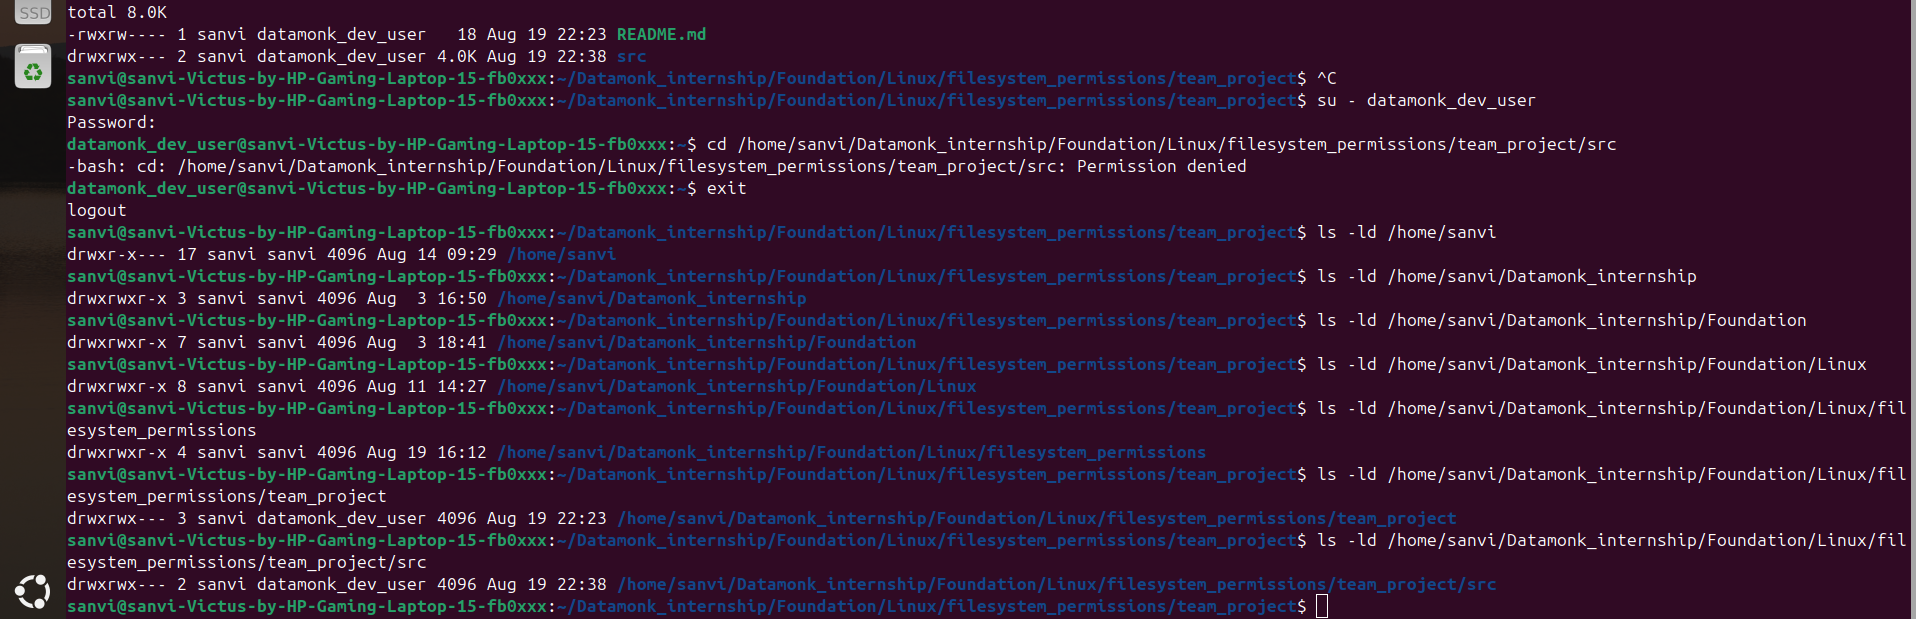 SSD
total 8.0K
-rwxrw---- 1 sanvi datamonk_dev_user   18 Aug 19 22:23 README.md
drwxrwx--- 2 sanvi datamonk_dev_user 4.0K Aug 19 22:38 src
sanvi@sanvi-Victus-by-HP-Gaming-Laptop-15-fb0xxx:~/Datamonk_internship/Foundation/Linux/filesystem_permissions/team_project$ ^C
sanvi@sanvi-Victus-by-HP-Gaming-Laptop-15-fb0xxx:~/Datamonk_internship/Foundation/Linux/filesystem_permissions/team_project$ su - datamonk_dev_user
Password:
datamonk_dev_user@sanvi-Victus-by-HP-Gaming-Laptop-15-fb0xxx:~$ cd /home/sanvi/Datamonk_internship/Foundation/Linux/filesystem_permissions/team_project/src
-bash: cd: /home/sanvi/Datamonk_internship/Foundation/Linux/filesystem_permissions/team_project/src: Permission denied
datamonk_dev_user@sanvi-Victus-by-HP-Gaming-Laptop-15-fb0xxx:~$ exit
logout
sanvi@sanvi-Victus-by-HP-Gaming-Laptop-15-fb0xxx:~/Datamonk_internship/Foundation/Linux/filesystem_permissions/team_project$ ls -ld /home/sanvi
drwxr-x--- 17 sanvi sanvi 4096 Aug 14 09:29 /home/sanvi
sanvi@sanvi-Victus-by-HP-Gaming-Laptop-15-fb0xxx:~/Datamonk_internship/Foundation/Linux/filesystem_permissions/team_project$ ls -ld /home/sanvi/Datamonk_internship
drwxrwxr-x 3 sanvi sanvi 4096 Aug  3 16:50 /home/sanvi/Datamonk_internship
sanvi@sanvi-Victus-by-HP-Gaming-Laptop-15-fb0xxx:~/Datamonk_internship/Foundation/Linux/filesystem_permissions/team_project$ ls -ld /home/sanvi/Datamonk_internship/Foundation
drwxrwxr-x 7 sanvi sanvi 4096 Aug  3 18:41 /home/sanvi/Datamonk_internship/Foundation
sanvi@sanvi-Victus-by-HP-Gaming-Laptop-15-fb0xxx:~/Datamonk_internship/Foundation/Linux/filesystem_permissions/team_project$ ls -ld /home/sanvi/Datamonk_internship/Foundation/Linux
drwxrwxr-x 8 sanvi sanvi 4096 Aug 11 14:27 /home/sanvi/Datamonk_internship/Foundation/Linux
sanvi@sanvi-Victus-by-HP-Gaming-Laptop-15-fb0xxx:~/Datamonk_internship/Foundation/Linux/filesystem_permissions/team_project$ ls -ld /home/sanvi/Datamonk_internship/Foundation/Linux/fil
esystem_permissions
drwxrwxr-x 4 sanvi sanvi 4096 Aug 19 16:12 /home/sanvi/Datamonk_internship/Foundation/Linux/filesystem_permissions
sanvi@sanvi-Victus-by-HP-Gaming-Laptop-15-fb0xxx:~/Datamonk_internship/Foundation/Linux/filesystem_permissions/team_project$ ls -ld /home/sanvi/Datamonk_internship/Foundation/Linux/fil
esystem_permissions/team_project
drwxrwx--- 3 sanvi datamonk_dev_user 4096 Aug 19 22:23 /home/sanvi/Datamonk_internship/Foundation/Linux/filesystem_permissions/team_project
sanvi@sanvi-Victus-by-HP-Gaming-Laptop-15-fb0xxx:~/Datamonk_internship/Foundation/Linux/filesystem_permissions/team_project$ ls -ld /home/sanvi/Datamonk_internship/Foundation/Linux/fil
esystem_permissions/team_project/src
drwxrwx--- 2 sanvi datamonk_dev_user 4096 Aug 19 22:38 /home/sanvi/Datamonk_internship/Foundation/Linux/filesystem_permissions/team_project/src
sanvi@sanvi-Victus-by-HP-Gaming-Laptop-15-fb0xxx:~/Datamonk_internship/Foundation/Linux/filesystem_permissions/team_project$